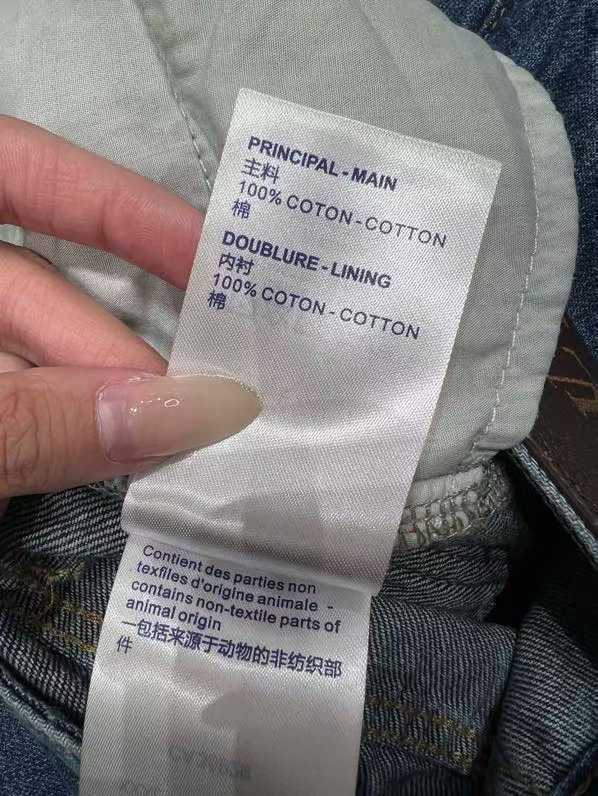 PRINCIPAL - MAIN
主料
100% COTON - COTTON
棉
DOUBLURE - LINING
内衬
100% COTON - COTTON
棉
Contient des parties non
texfiles d'origine animale -
contains non-textile parts of
animal origin
一包括来源于动物的非纺织部
件